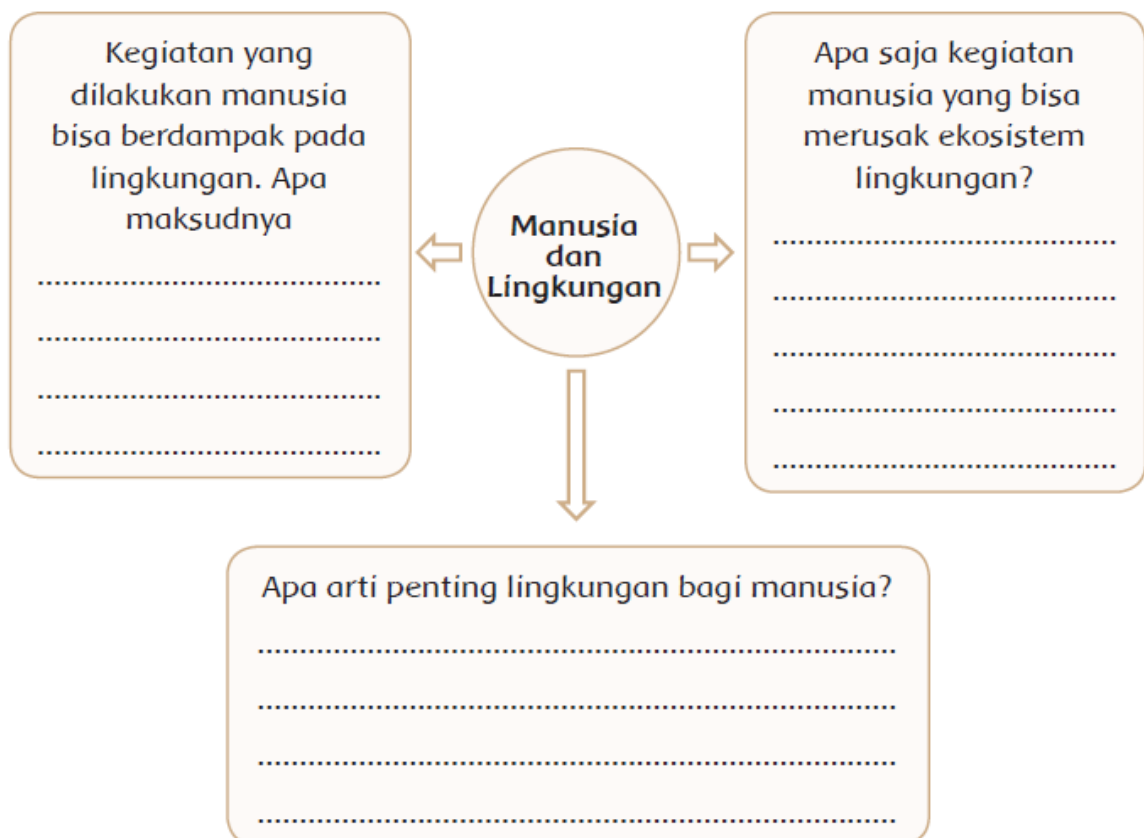 Kegiatan yang
dilakukan manusia
bisa berdampak pada
lingkungan. Apa
maksudnya
.........................................
.........................................
.........................................
.........................................
Manusia
dan
Lingkungan
Apa saja kegiatan
manusia yang bisa
merusak ekosistem
lingkungan?
.........................................
.........................................
.........................................
.........................................
.........................................
Apa arti penting lingkungan bagi manusia?
............................................................................
............................................................................
............................................................................
............................................................................